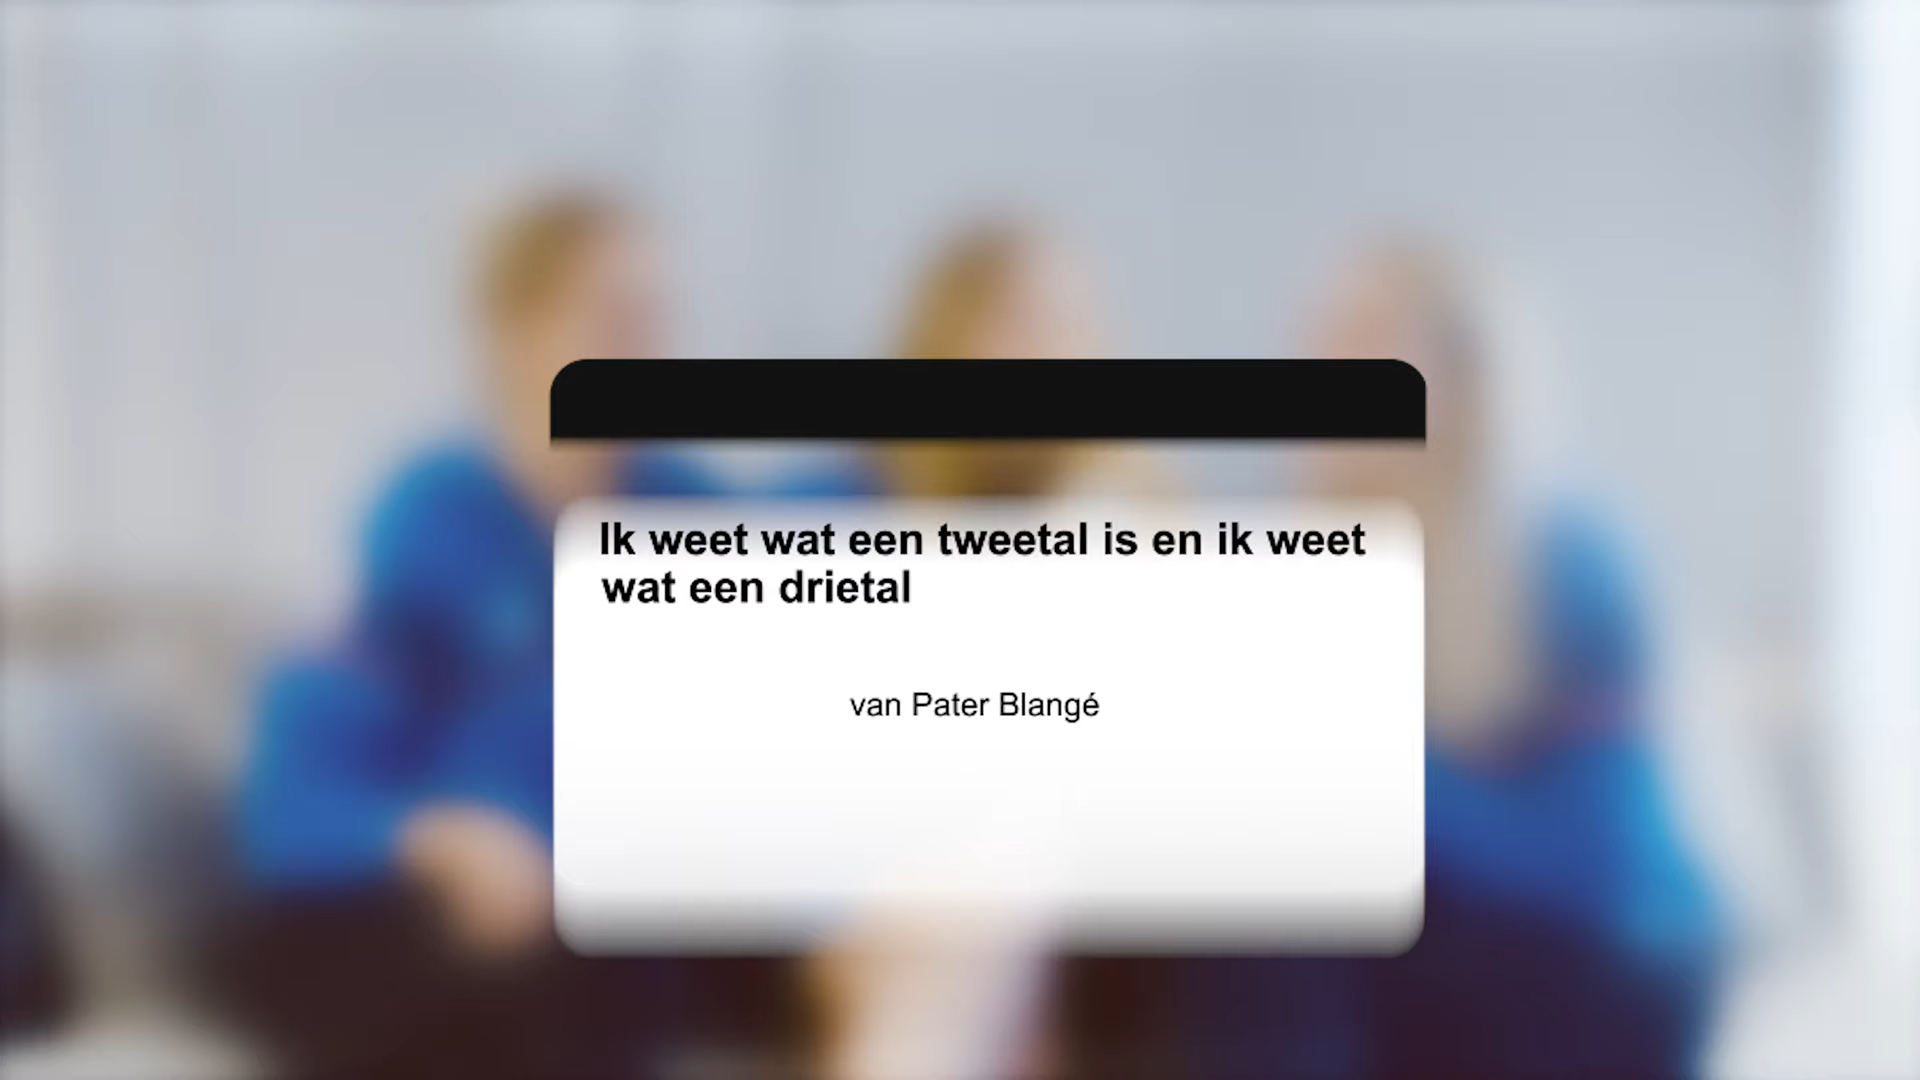 Ik weet wat een tweetal is en ik weet
wat een drietal
van Pater Blangé